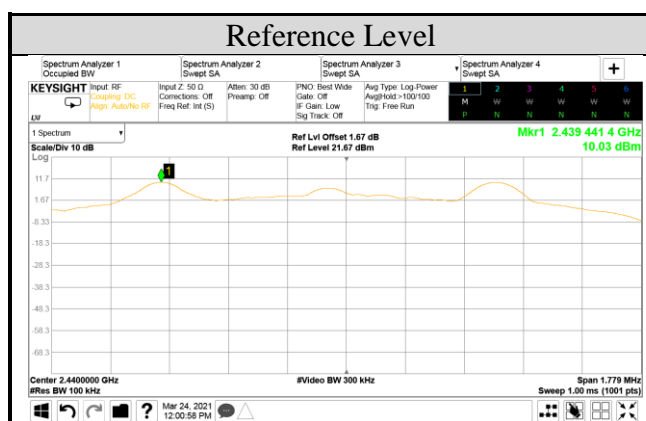 Reference Level
Spectrum Analyzer 1
Occupied BW
Spectrum Analyzer 2
Swept SA
Spectrum Analyzer 3
Swept SA
Spectrum Analyzer 4
Swept SA
+
KEYSIGHT
Input: RF
Coupling: DC
Align: Auto/No RF
Input Z: 50 Ω
Corrections: Off
Freq Ref: Int (S)
Atten: 30 dB
Preamp: Off
PNO: Best Wide
Gate: Off
IF Gain: Low
Sig Track: Off
Avg Type: Log-Power
Avg|Hold:>100/100
Trig: Free Run
1 2 3 4 5 6
M W W W W W
P N N N N N
LXI
1 Spectrum
Scale/Div 10 dB
Ref Lvl Offset 1.67 dB
Ref Level 21.67 dBm
Mkr1 2.439 441 4 GHz
10.03 dBm
Log
1
11.7
1.67
-8.33
-18.3
-28.3
-38.3
-48.3
-58.3
-68.3
Center 2.4400000 GHz
#Res BW 100 kHz
#Video BW 300 kHz
Span 1.779 MHz
Sweep 1.00 ms (1001 pts)
?
Mar 24, 2021
12:00:58 PM